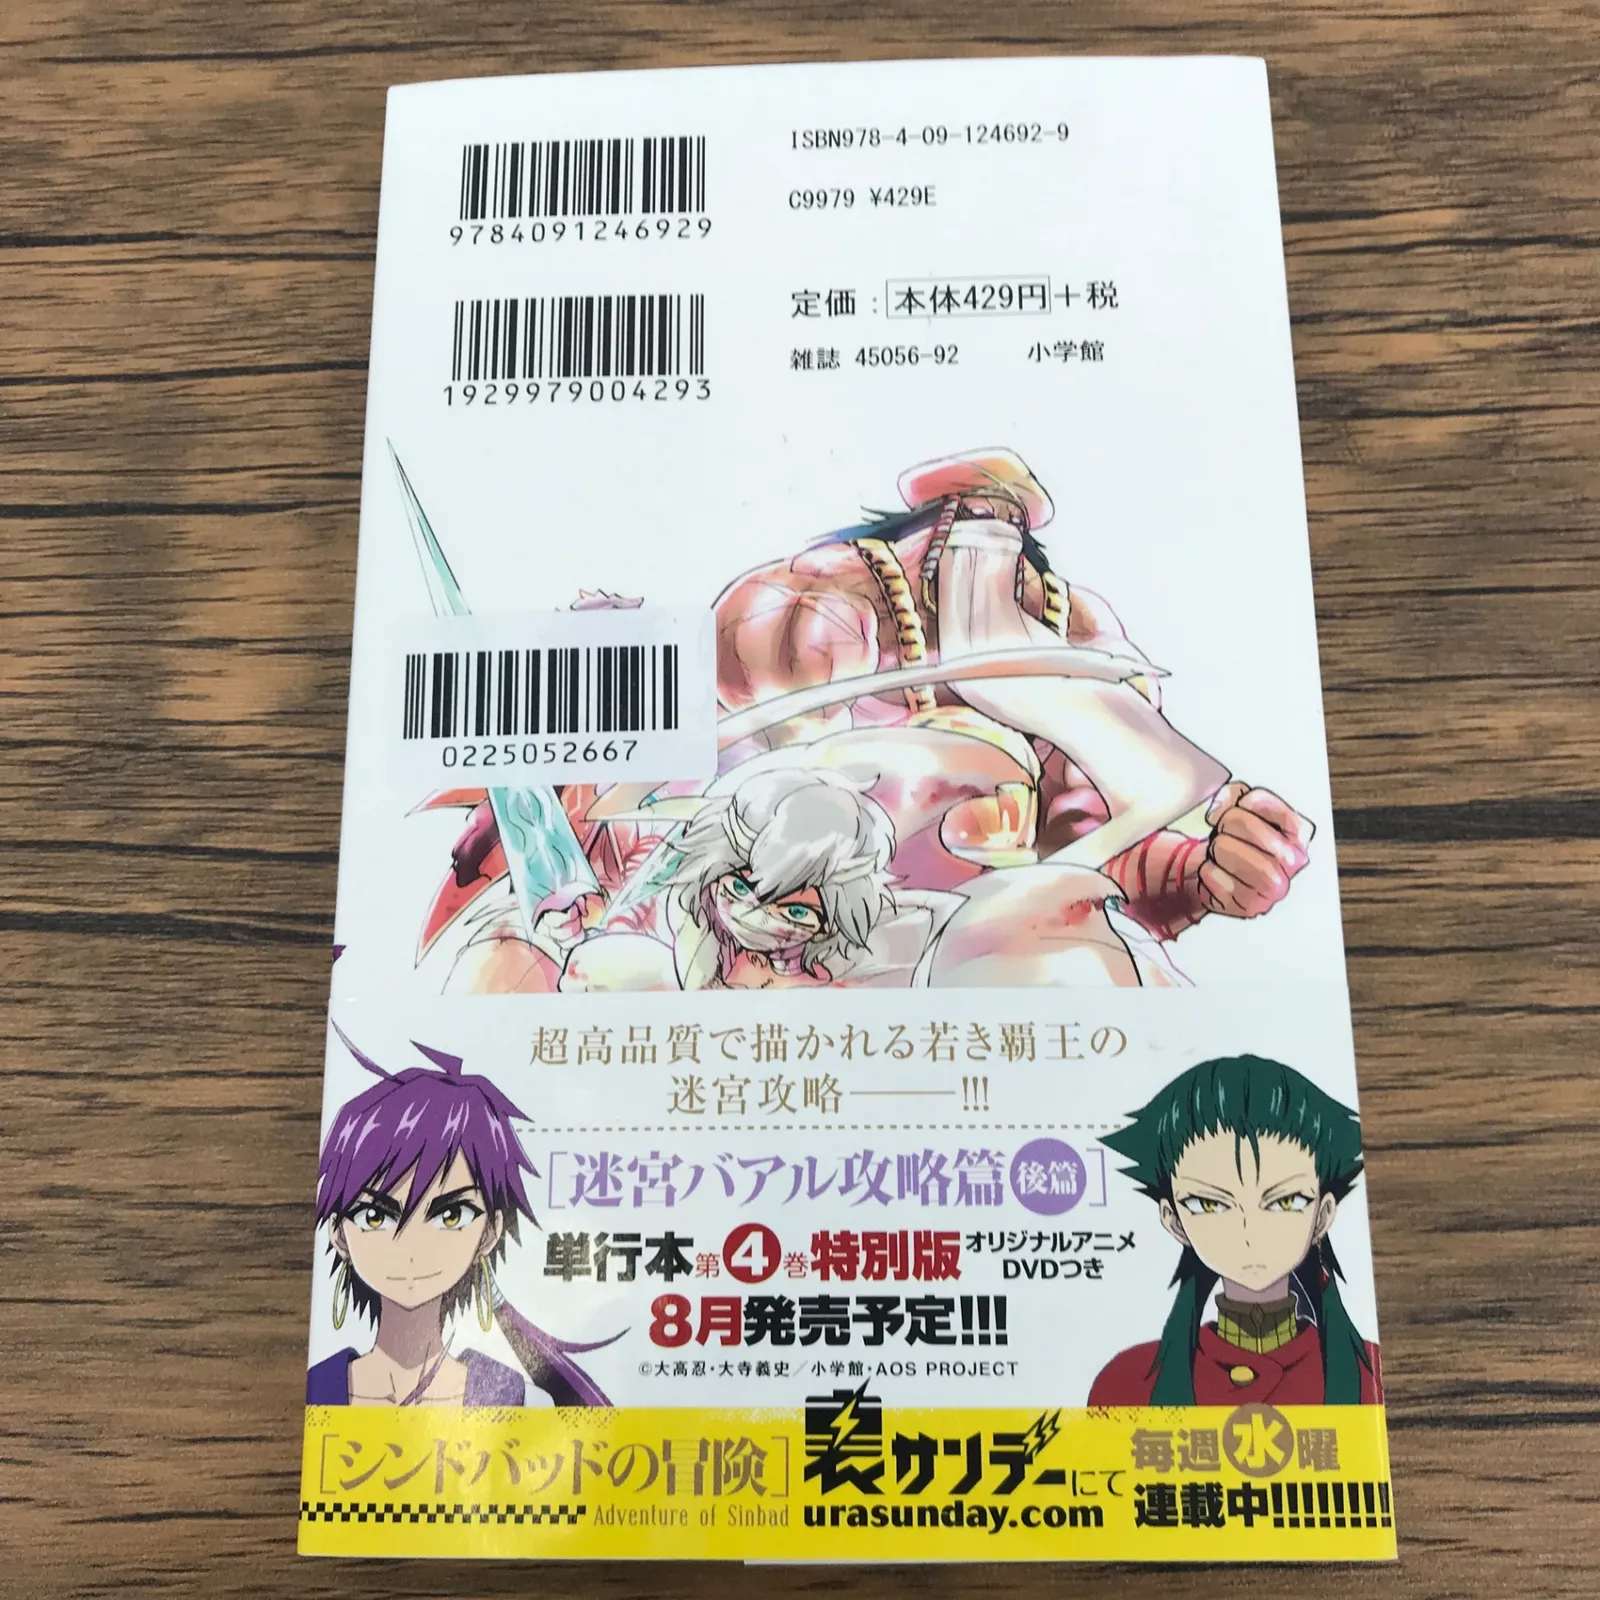 ISBN978-4-09-124692-9
9784091246929
C9979 ¥429E
定価：本体429円+税
雑誌 45056-92 小学館
1929979004293
0225052667
超高品質で描かれる若き覇王の
迷宮攻略――!!!
[迷宮バアル攻略篇 後篇]
単行本第4巻特別版 オリジナルアニメ
DVDつき
8月発売予定!!!
©大高忍・大寺義史／小学館・AOS PROJECT
[シンドバッドの冒険]
Adventure of Sinbad
裏サンデーにて
urasunday.com
毎週水曜
連載中!!!!!!!!!